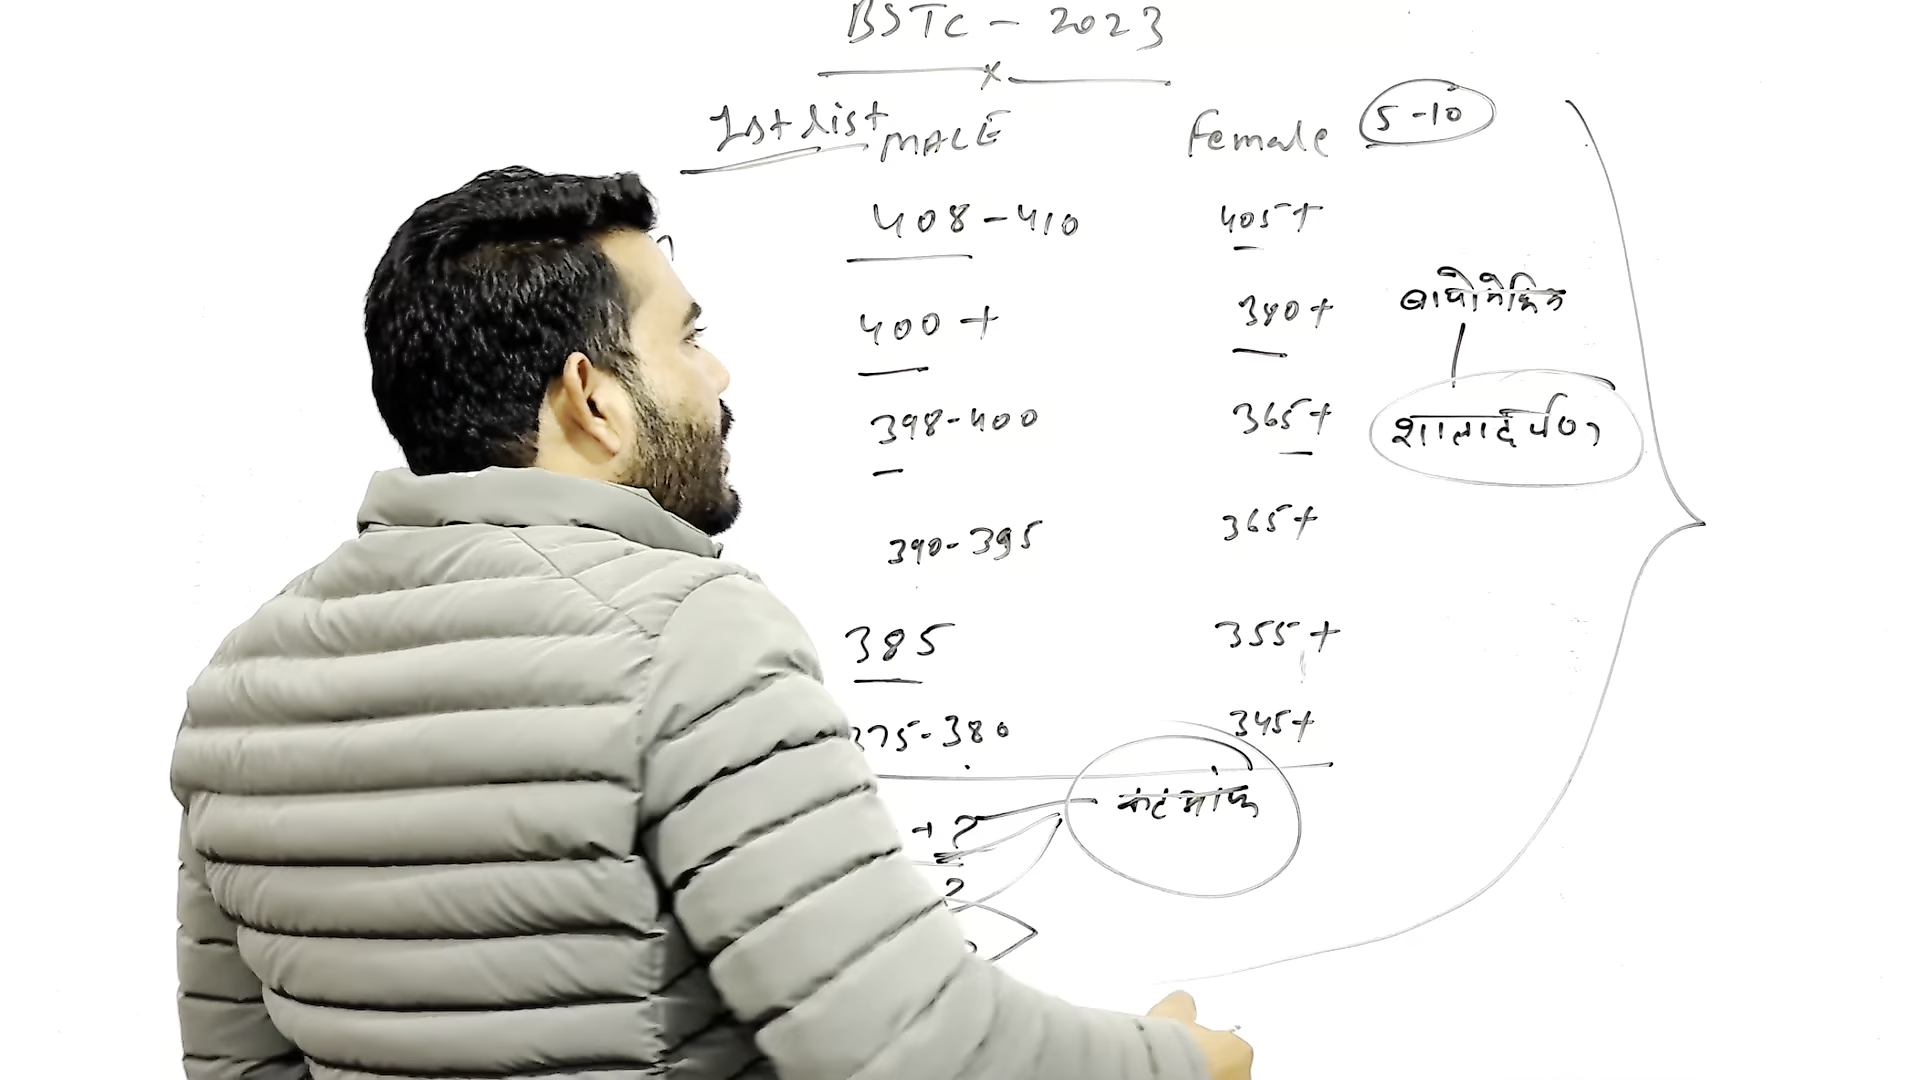 BSTC - 2023
1st list MALE Female 5-10
408-410 405+
400+ 380+
बायोमेट्रिक
398-400 365+ शालादर्पण
390-395 365+
385 355+
375-380 345+
कटऑफ
+ ?
?